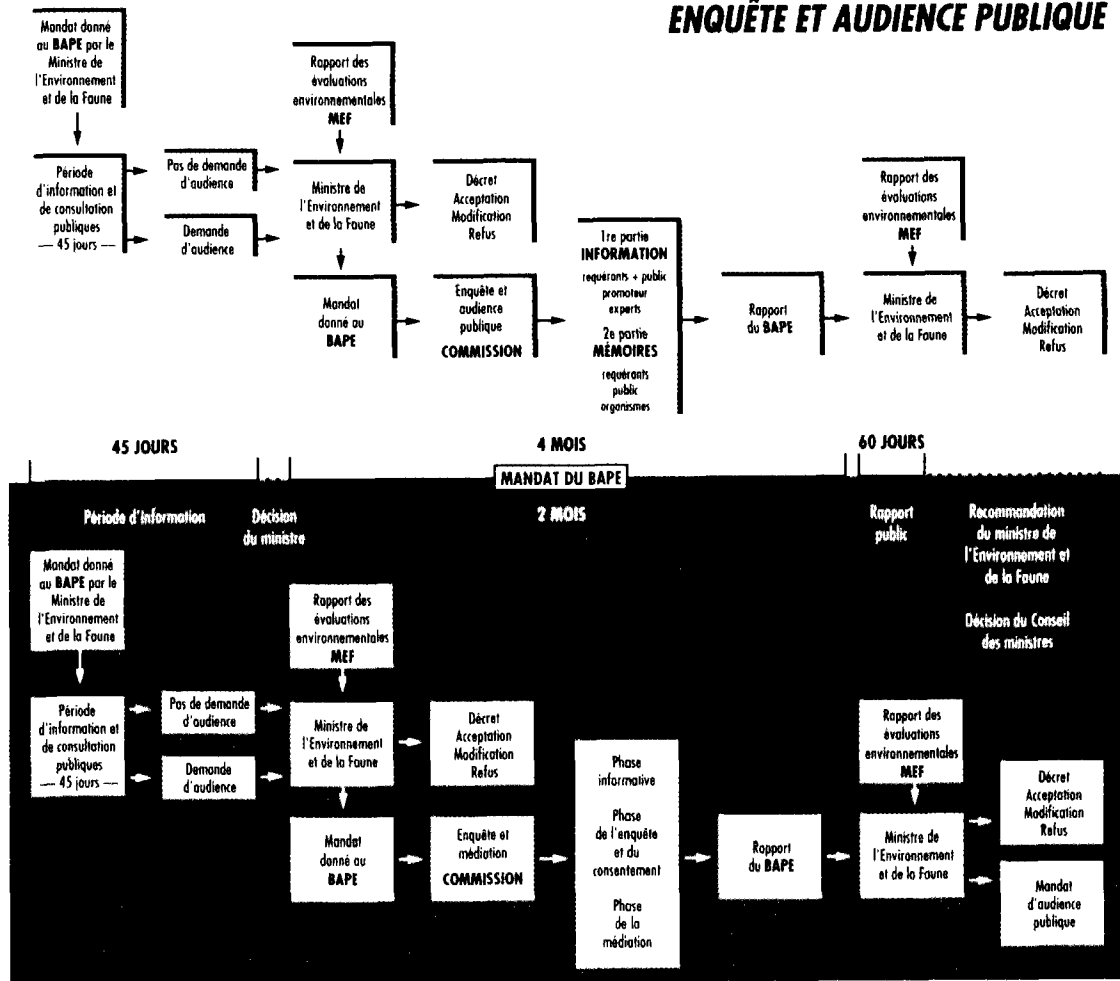 ENQUÊTE ET AUDIENCE PUBLIQUE
Mandat donné
au BAPE par le
Ministre de
l'Environnement
et de la Faune
Période
d'information et
de consultation
publiques
— 45 jours —
Pas de demande
d'audience
Demande
d'audience
Rapport des
évaluations
environnementales
MEF
Ministre de
l'Environnement
et de la Faune
Décret
Acceptation
Modification
Refus
Mandat
donné au
BAPE
Enquête et
audience
publique
COMMISSION
1re partie
INFORMATION
requérants + public
promoteur
experts
2e partie
MÉMOIRES
requérants
public
organismes
Rapport
du BAPE
Rapport des
évaluations
environnementales
MEF
Ministre de
l'Environnement
et de la Faune
Décret
Acceptation
Modification
Refus
45 JOURS
4 MOIS
60 JOURS
MANDAT DU BAPE
Période d'information
Décision
du ministre
2 MOIS
Rapport
public
Recommandation
du ministre de
l'Environnement et
de la Faune
Décision du Conseil
des ministres
Mandat donné
au BAPE par le
Ministre de
l'Environnement
et de la Faune
Période
d'information et
de consultation
publiques
— 45 jours —
Pas de demande
d'audience
Demande
d'audience
Rapport des
évaluations
environnementales
MEF
Ministre de
l'Environnement
et de la Faune
Décret
Acceptation
Modification
Refus
Mandat
donné au
BAPE
Enquête et
médiation
COMMISSION
Phase
informative
Phase
de l'enquête
et du
consentement
Phase
de la
médiation
Rapport
du BAPE
Rapport des
évaluations
environnementales
MEF
Ministre de
l'Environnement
et de la Faune
Décret
Acceptation
Modification
Refus
Mandat
d'audience
publique